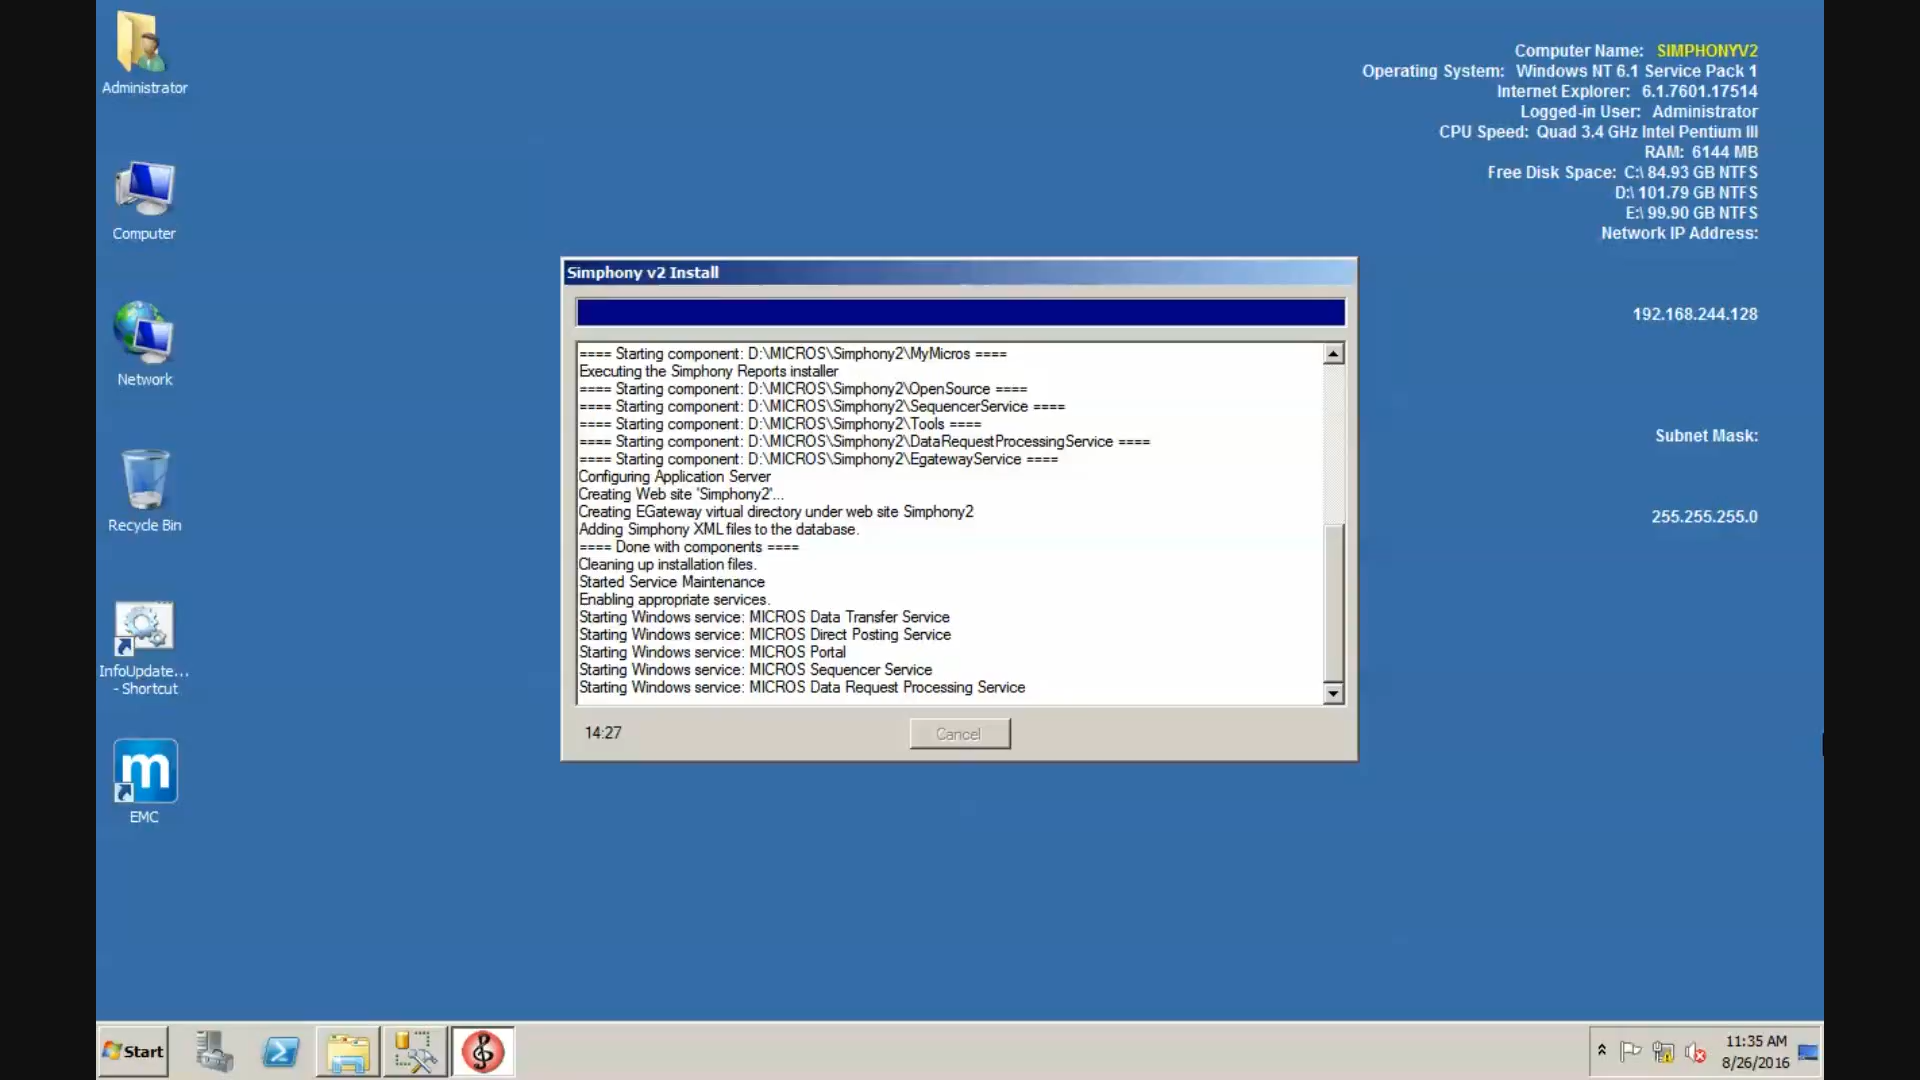 Administrator
Computer
Network
Recycle Bin
InfoUpdate...
- Shortcut
m
EMC
Computer Name: SIMPHONYV2
Operating System: Windows NT 6.1 Service Pack 1
Internet Explorer: 6.1.7601.17514
Logged-in User: Administrator
CPU Speed: Quad 3.4 GHz Intel Pentium III
RAM: 6144 MB
Free Disk Space: C:\ 84.93 GB NTFS
D:\ 101.79 GB NTFS
E:\ 99.90 GB NTFS
Network IP Address:
192.168.244.128
Subnet Mask:
255.255.255.0
Simphony v2 Install
==== Starting component: D:\MICROS\Simphony2\MyMicros ====
Executing the Simphony Reports installer
==== Starting component: D:\MICROS\Simphony2\OpenSource ====
==== Starting component: D:\MICROS\Simphony2\SequencerService ====
==== Starting component: D:\MICROS\Simphony2\Tools ====
==== Starting component: D:\MICROS\Simphony2\DataRequestProcessingService ====
==== Starting component: D:\MICROS\Simphony2\EgatewayService ====
Configuring Application Server
Creating Web site 'Simphony2'...
Creating EGateway virtual directory under web site Simphony2
Adding Simphony XML files to the database.
==== Done with components ====
Cleaning up installation files.
Started Service Maintenance
Enabling appropriate services.
Starting Windows service: MICROS Data Transfer Service
Starting Windows service: MICROS Direct Posting Service
Starting Windows service: MICROS Portal
Starting Windows service: MICROS Sequencer Service
Starting Windows service: MICROS Data Request Processing Service
14:27
Cancel
Start
11:35 AM
8/26/2016